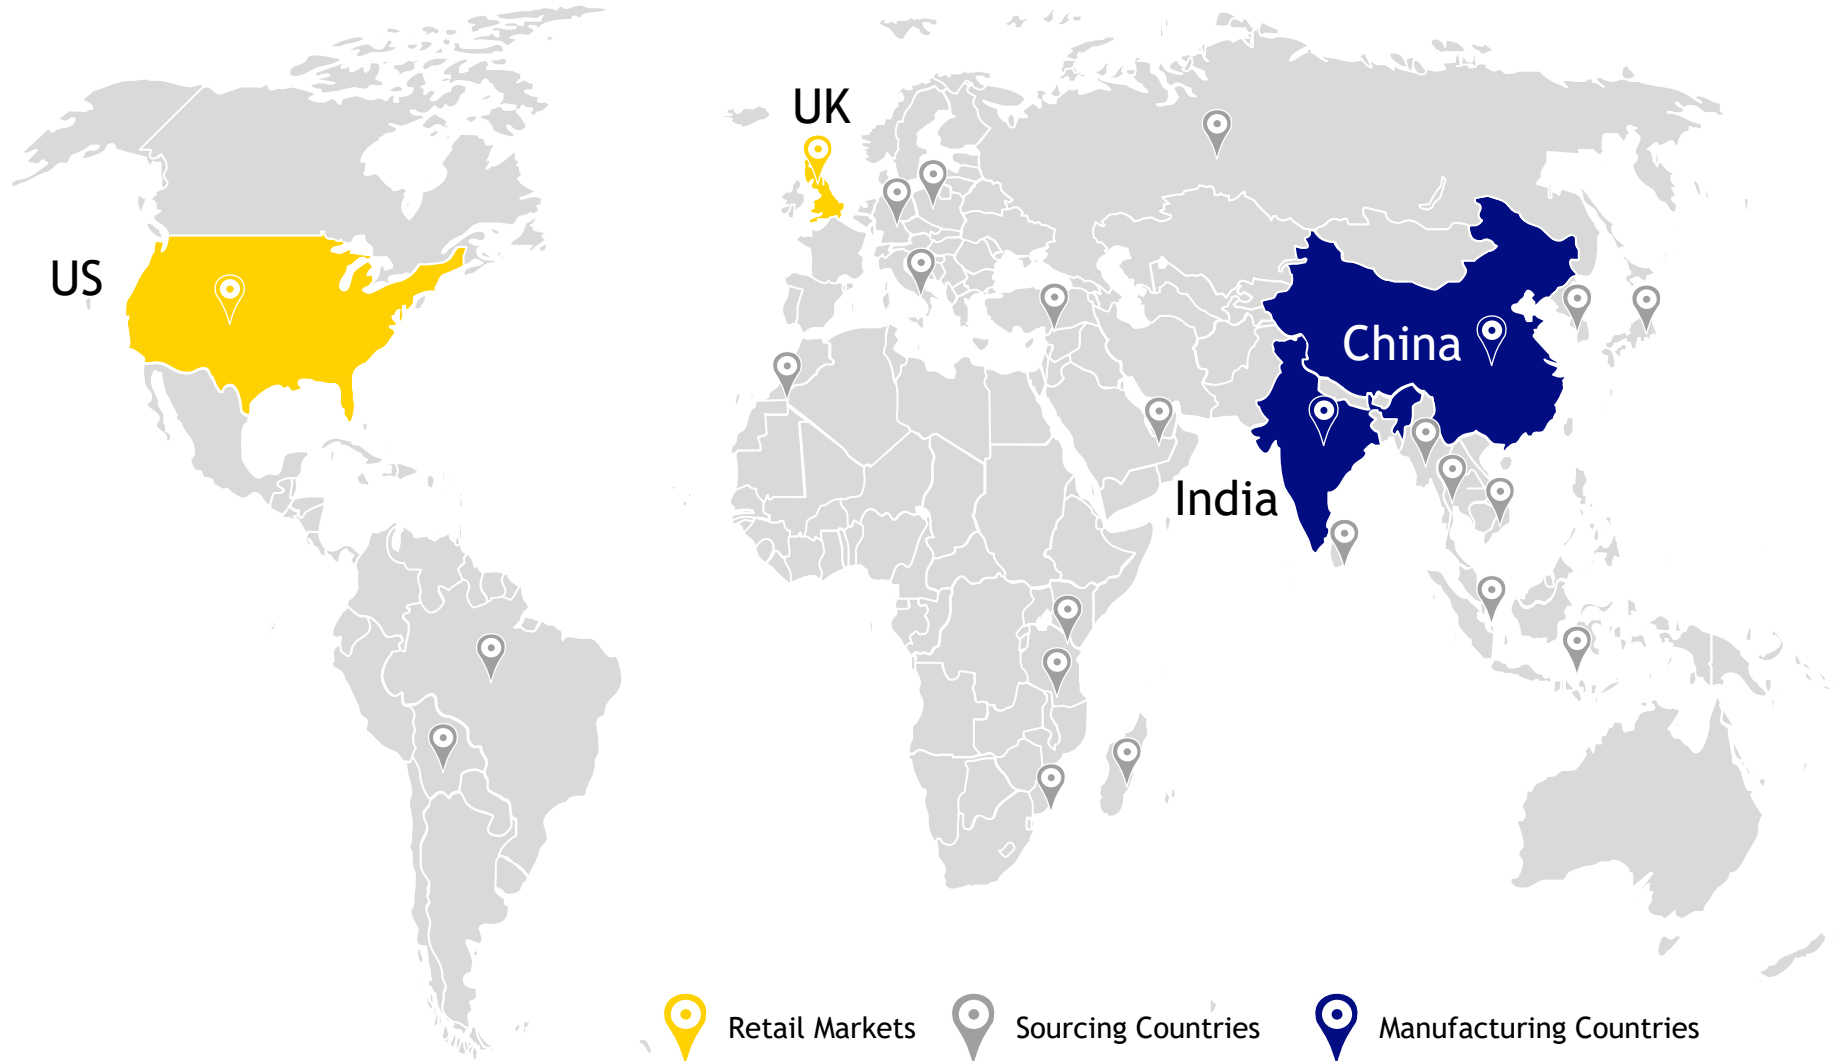 UK
US
China
India
Retail Markets
Sourcing Countries
Manufacturing Countries